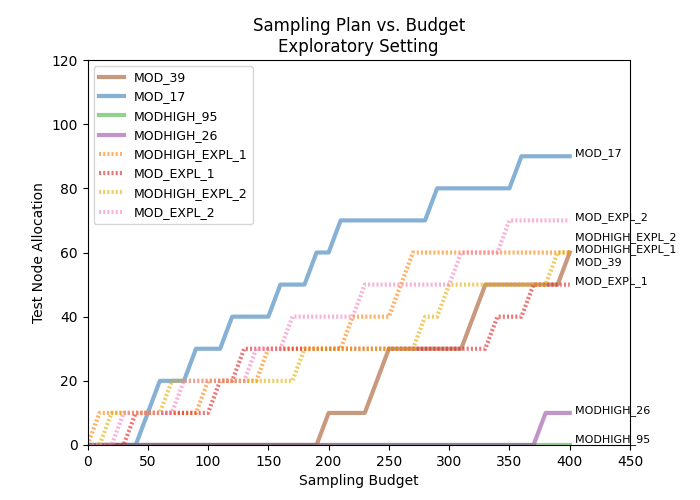 Sampling Plan vs. Budget
Exploratory Setting
Test Node Allocation
120
100
80
60
40
20
0
MOD_39
MOD_17
MODHIGH_95
MODHIGH_26
MODHIGH_EXPL_1
MOD_EXPL_1
MODHIGH_EXPL_2
MOD_EXPL_2
MOD_17
MOD_EXPL_2
MODHIGH_EXPL_2
MODHIGH_EXPL_1
MOD_39
MOD_EXPL_1
MODHIGH_26
MODHIGH_95
0 50 100 150 200 250 300 350 400 450
Sampling Budget